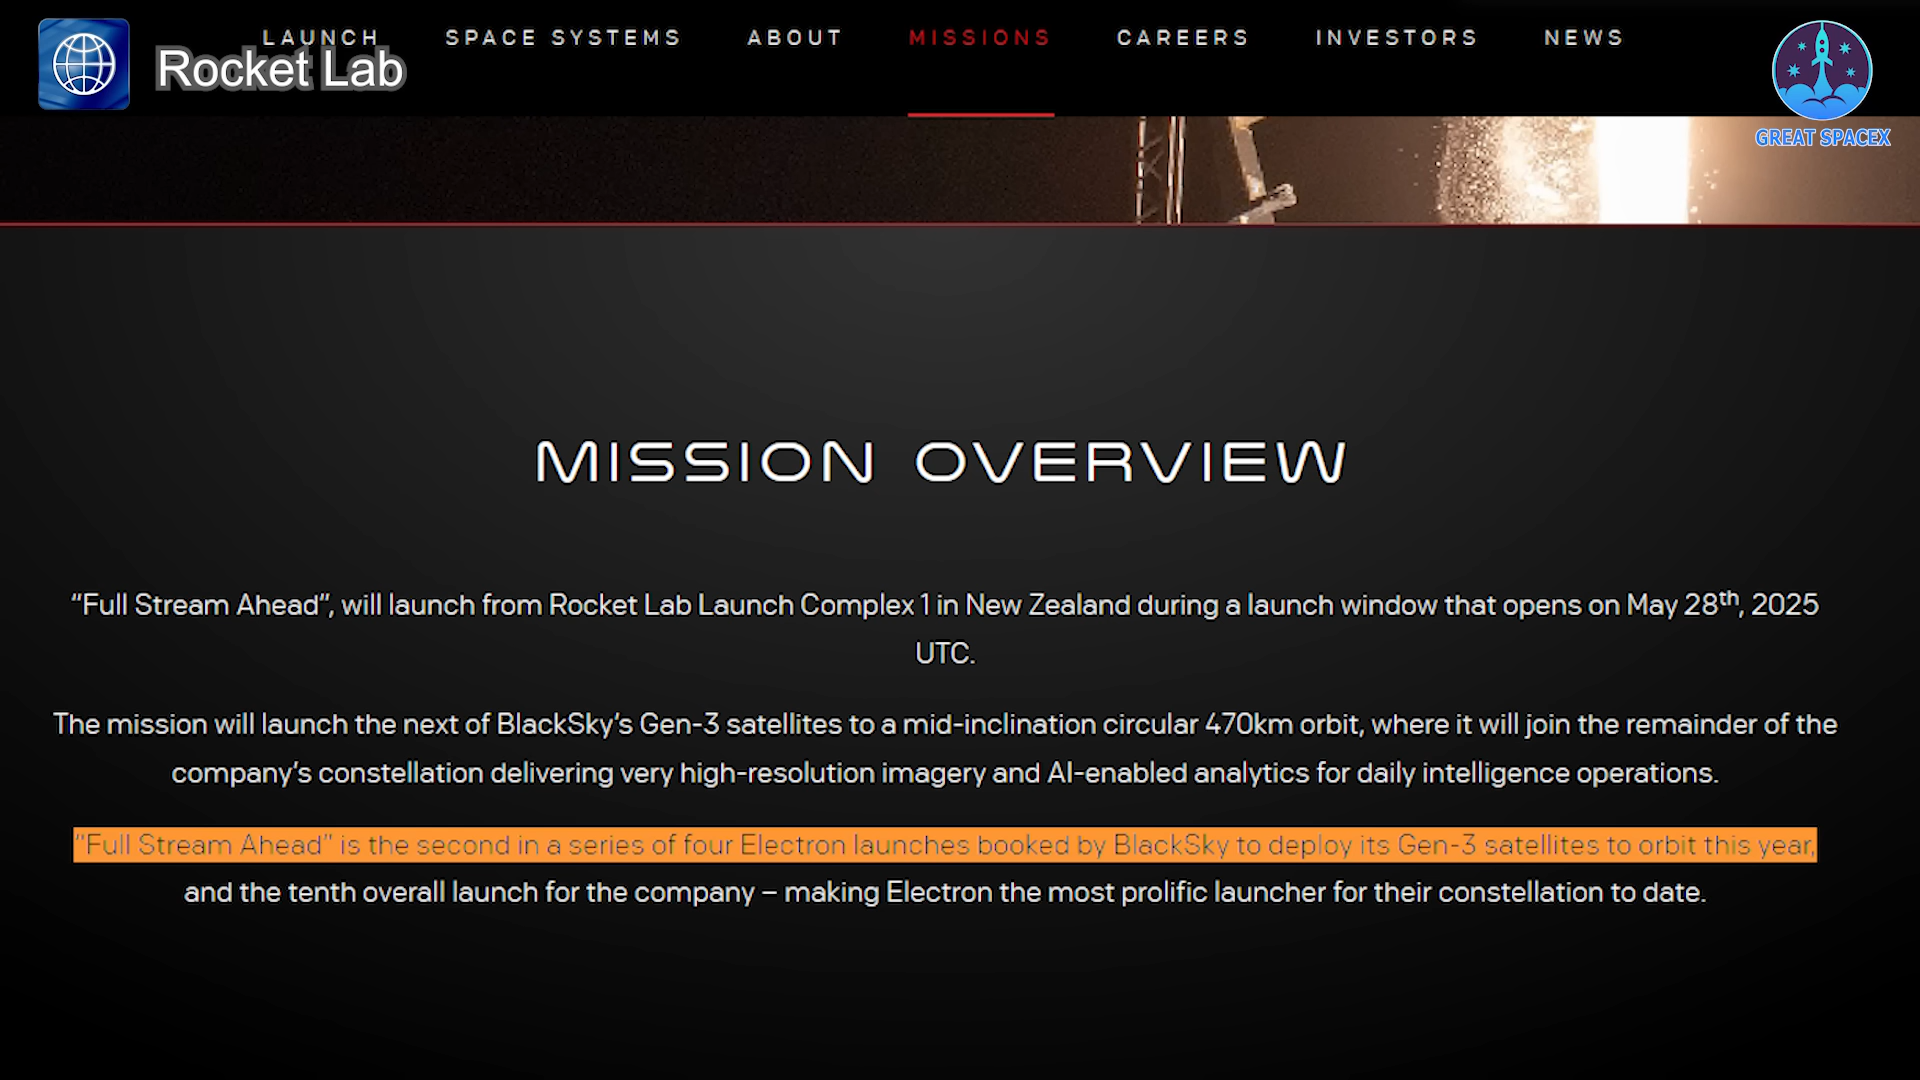 LAUNCH SPACE SYSTEMS ABOUT MISSIONS CAREERS INVESTORS NEWS
Rocket Lab
GREAT SPACEX
MISSION OVERVIEW
“Full Stream Ahead”, will launch from Rocket Lab Launch Complex 1 in New Zealand during a launch window that opens on May 28th, 2025
UTC.
The mission will launch the next of BlackSky’s Gen-3 satellites to a mid-inclination circular 470km orbit, where it will join the remainder of the
company’s constellation delivering very high-resolution imagery and AI-enabled analytics for daily intelligence operations.
“Full Stream Ahead” is the second in a series of four Electron launches booked by BlackSky to deploy its Gen-3 satellites to orbit this year,
and the tenth overall launch for the company – making Electron the most prolific launcher for their constellation to date.